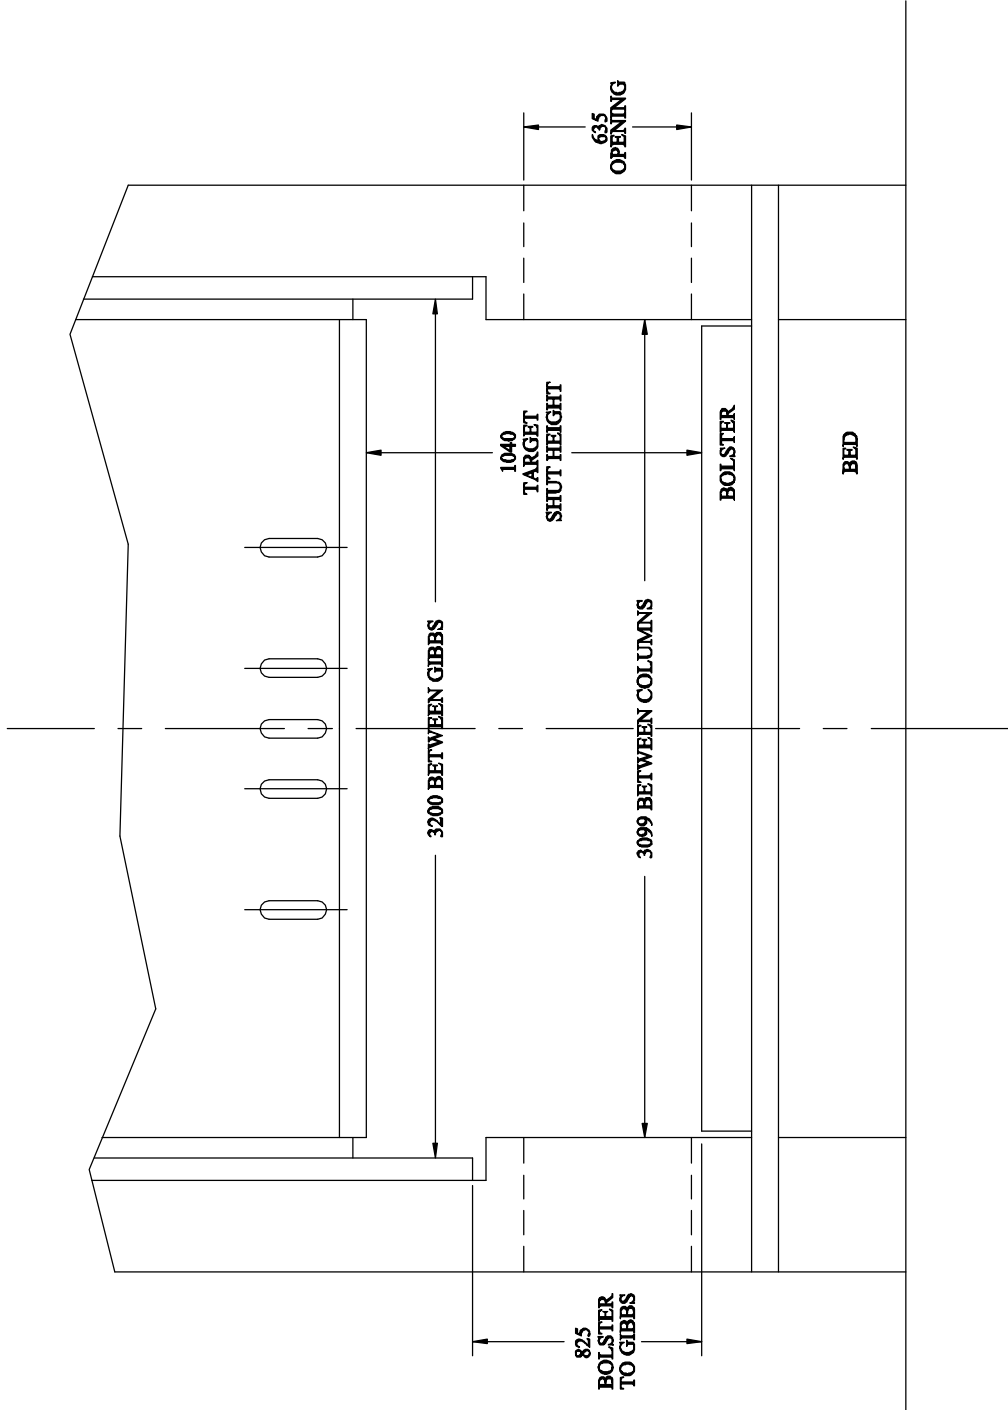 635
OPENING
1040
TARGET
SHUT HEIGHT
BOLSTER
BED
3200 BETWEEN GIBBS
3099 BETWEEN COLUMNS
825
BOLSTER
TO GIBBS